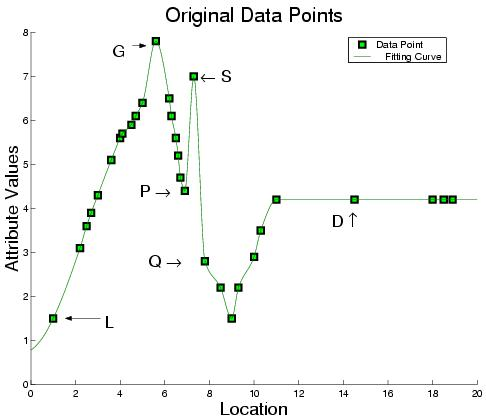 Original Data Points
Data Point
Fitting Curve
G
S
P
Q
D
L
Attribute Values
8
7
6
5
4
3
2
1
0
0 2 4 6 8 10 12 14 16 18 20
Location